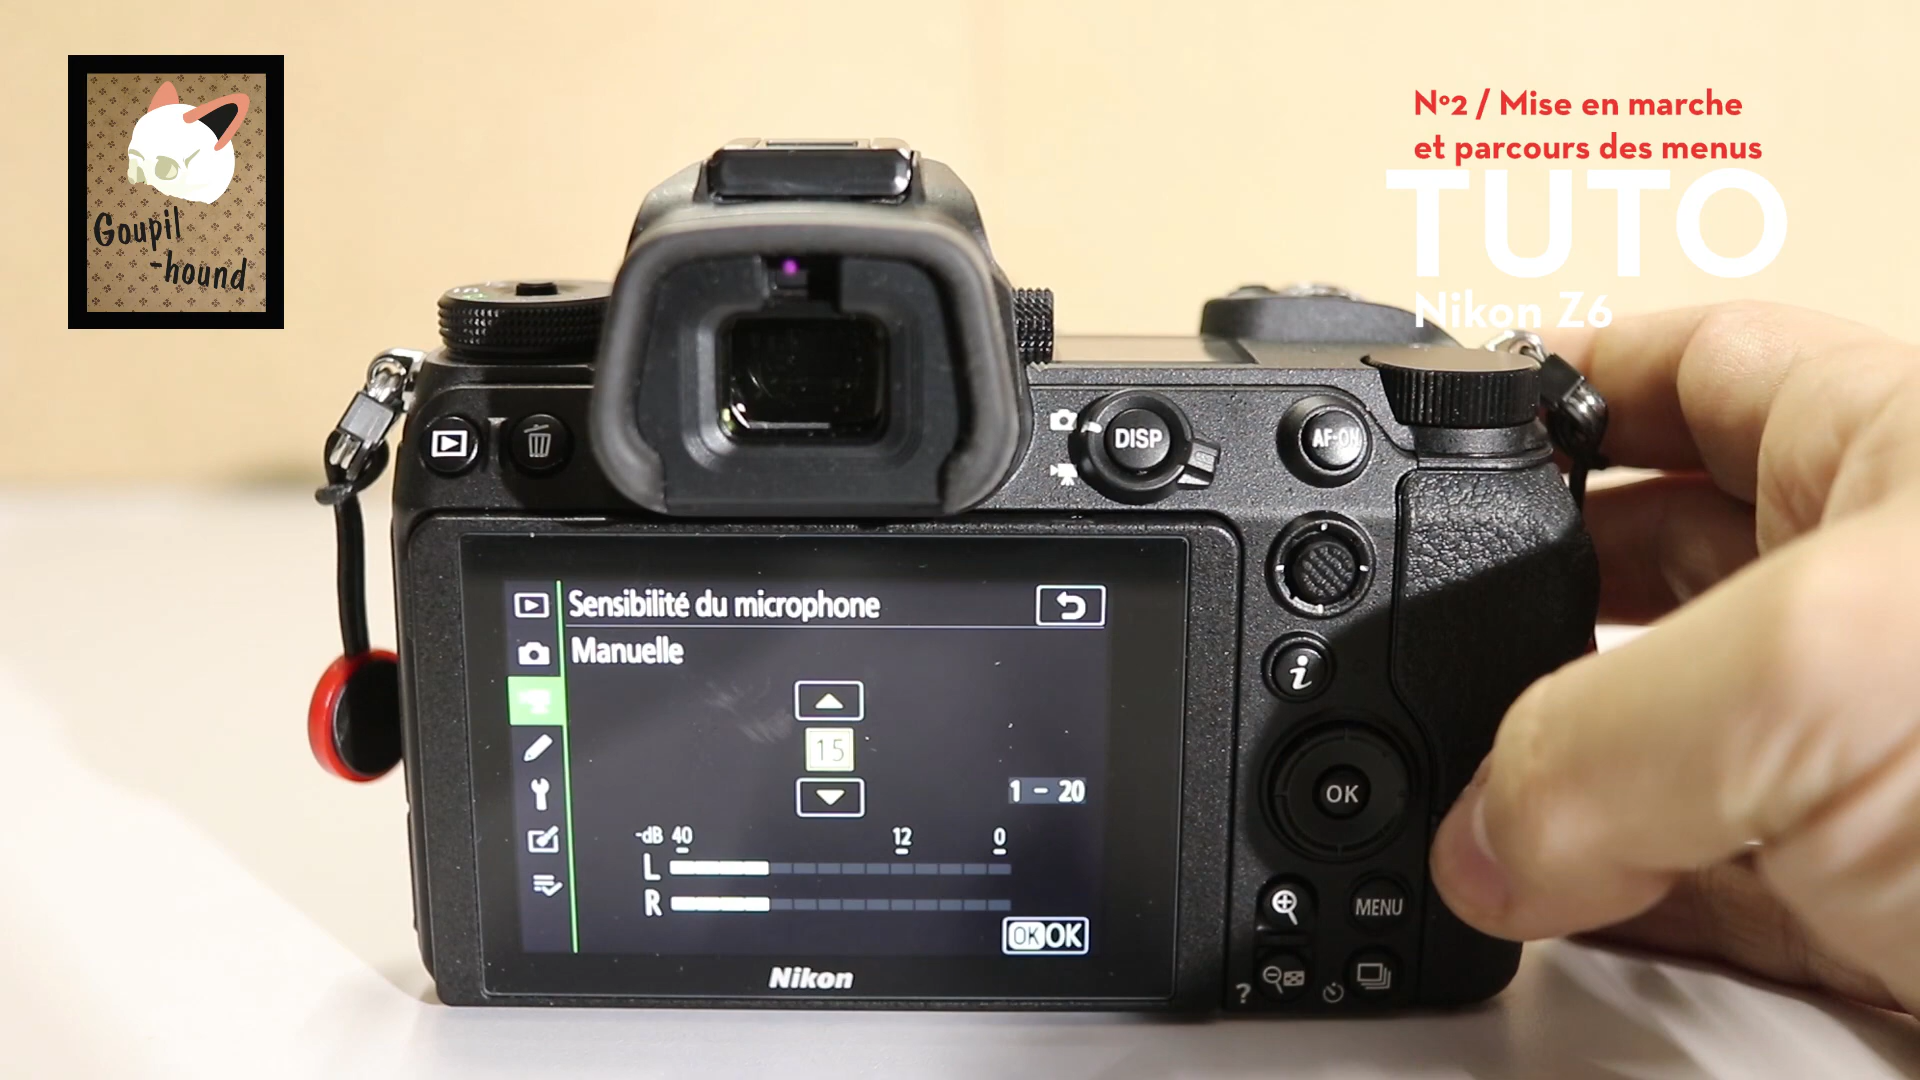 Goupil
-hound
N°2 / Mise en marche
et parcours des menus
TUTO
Nikon Z6
DISP
AF-ON
Sensibilité du microphone
Manuelle
15
1 - 20
-dB 40 12 0
L
R
OK OK
i
OK
MENU
?
Nikon